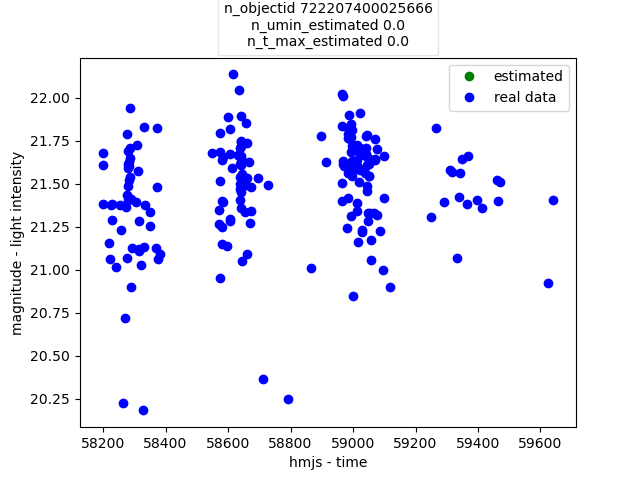 n_objectid 722207400025666
n_umin_estimated 0.0
n_t_max_estimated 0.0
estimated
real data
magnitude - light intensity
22.00
21.75
21.50
21.25
21.00
20.75
20.50
20.25
58200 58400 58600 58800 59000 59200 59400 59600
hmjs - time